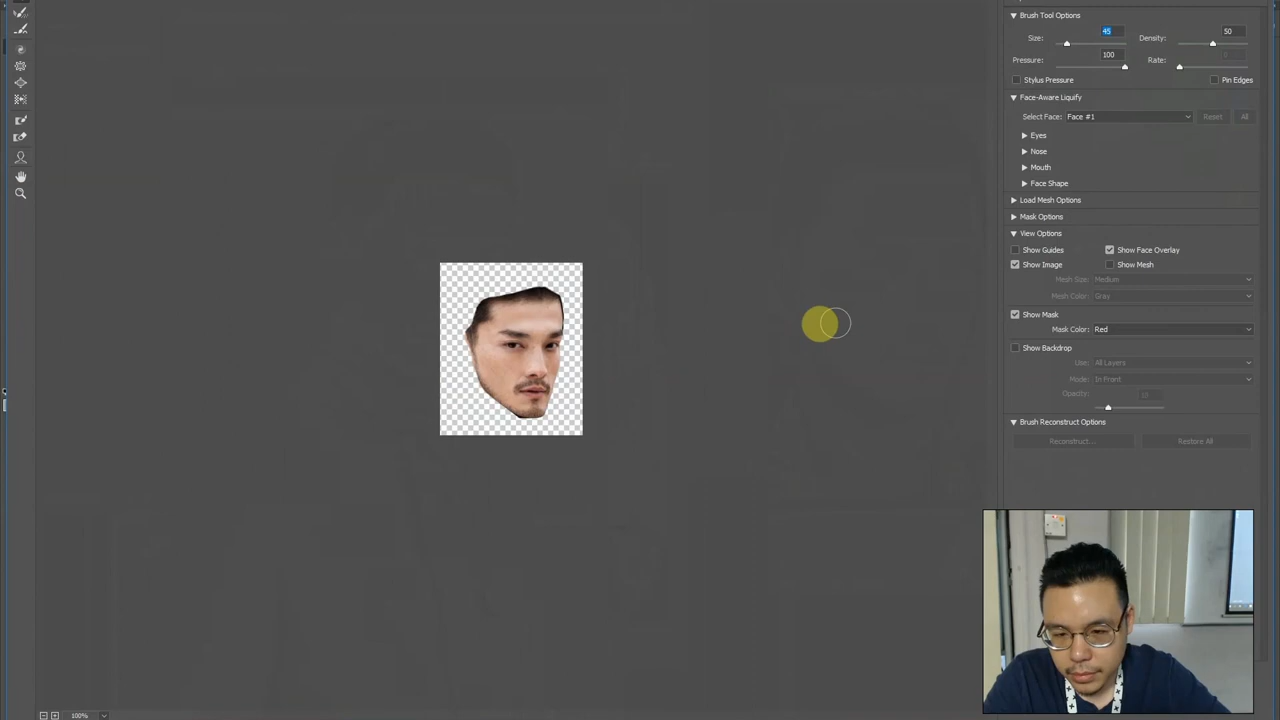 Brush Tool Options
Size: 45 Density: 50
Pressure: 100 Rate:
Stylus Pressure Pin Edges
Face-Aware Liquify
Select Face: Face #1 Reset All
Eyes
Nose
Mouth
Face Shape
Load Mesh Options
Mask Options
View Options
Show Guides Show Face Overlay
Show Image Show Mesh
Mesh Size: Medium
Mesh Color: Gray
Show Mask
Mask Color: Red
Show Backdrop
Use: All Layers
Mode: In Front
Opacity:
Brush Reconstruct Options
Reconstruct... Restore All
100%